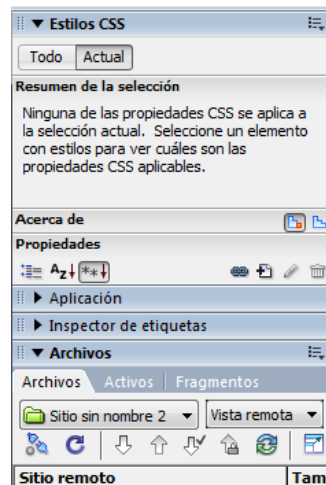 Estilos CSS
Todo Actual
Resumen de la selección
Ninguna de las propiedades CSS se aplica a
la selección actual. Seleccione un elemento
con estilos para ver cuáles son las
propiedades CSS aplicables.
Acerca de
Propiedades
Aplicación
Inspector de etiquetas
Archivos
Archivos Activos Fragmentos
Sitio sin nombre 2 Vista remota
Sitio remoto Tam